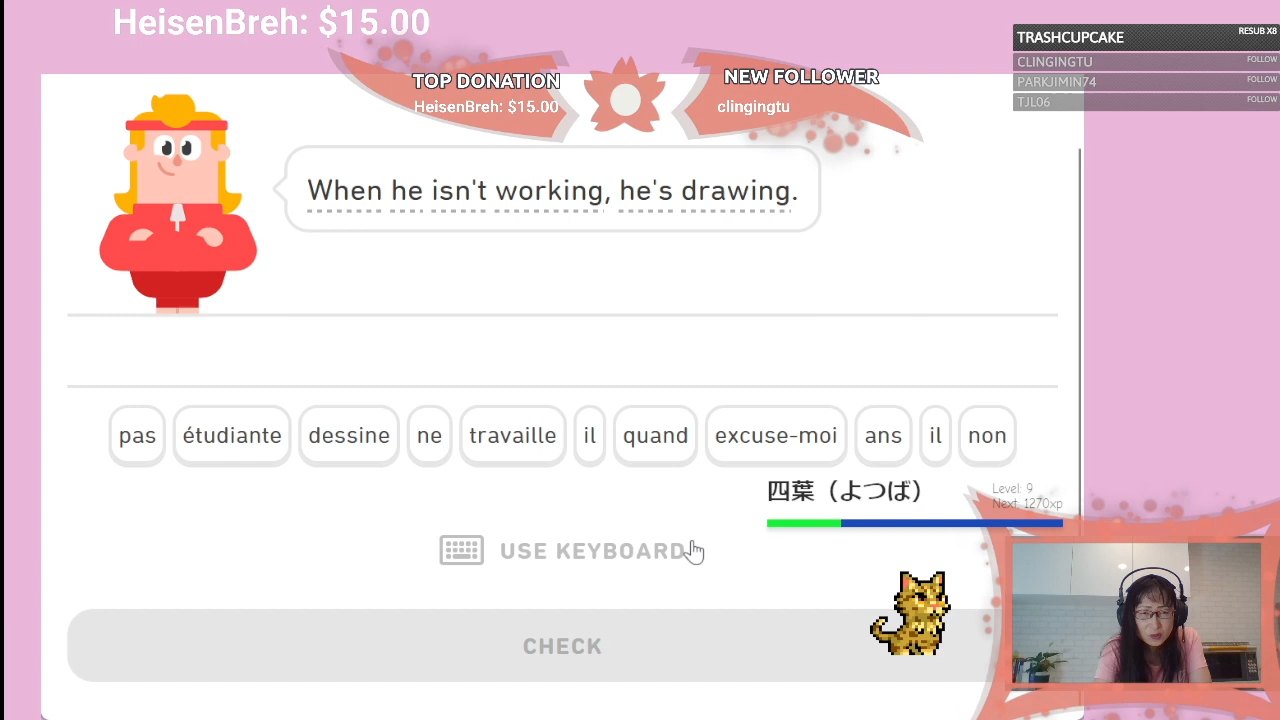 HeisenBreh: $15.00
TOP DONATION
HeisenBreh: $15.00
NEW FOLLOWER
clingingtu
TRASHCUPCAKE RESUB X8
CLINGINGTU FOLLOW
PARKJIMIN74 FOLLOW
TJL06 FOLLOW
When he isn't working, he's drawing.
pas étudiante dessine ne travaille il quand excuse-moi ans il non
四葉（よつば）
Level: 9
Next: 1270xp
USE KEYBOARD
CHECK